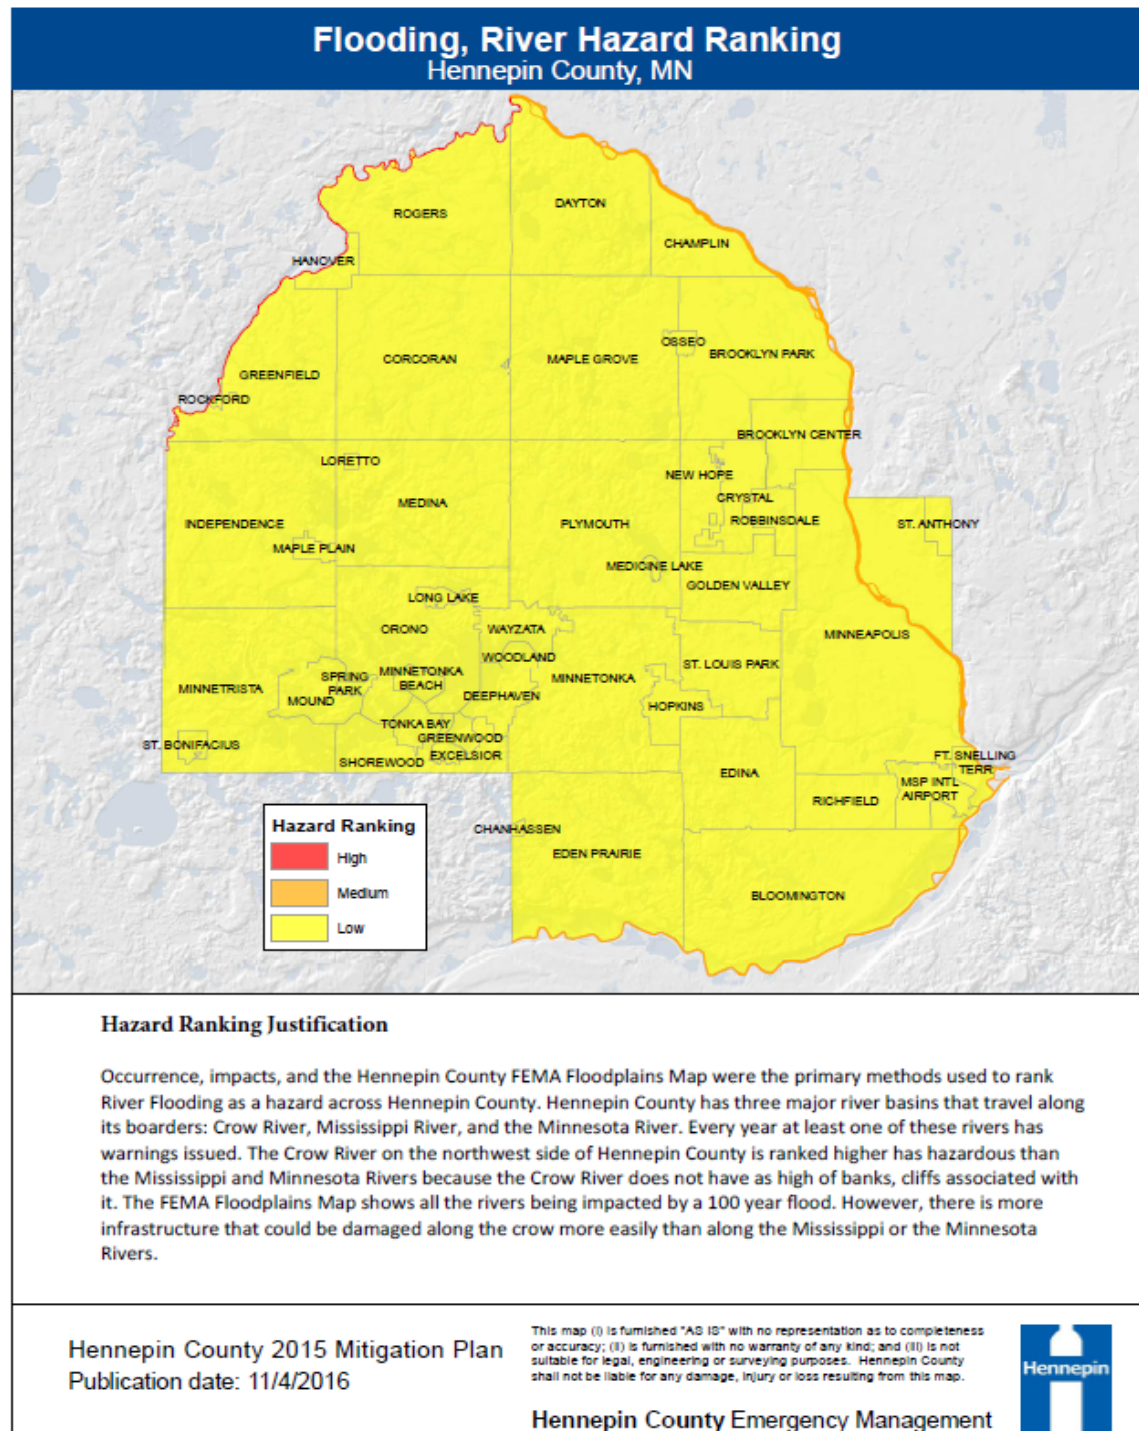 Flooding, River Hazard Ranking
Hennepin County, MN
DAYTON
ROGERS
CHAMPLIN
HANOVER
OSSEO
BROOKLYN PARK
CORCORAN
MAPLE GROVE
GREENFIELD
ROCKFORD
BROOKLYN CENTER
LORETTO
NEW HOPE
CRYSTAL
MEDINA
ROBBINSDALE
INDEPENDENCE
PLYMOUTH
ST. ANTHONY
MAPLE PLAIN
MEDICINE LAKE
GOLDEN VALLEY
LONG LAKE
ORONO
WAYZATA
MINNEAPOLIS
WOODLAND
ST. LOUIS PARK
MINNETONKA
BEACH
SPRING
PARK
MINNETONKA
MINNETRISTA
DEEPHAVEN
MOUND
HOPKINS
TONKA BAY
GREENWOOD
ST. BONIFACIUS
EXCELSIOR
SHOREWOOD
FT. SNELLING
TERR
EDINA
MSP INTL
AIRPORT
RICHFIELD
CHANHASSEN
EDEN PRAIRIE
BLOOMINGTON
Hazard Ranking
High
Medium
Low
Hazard Ranking Justification
Occurrence, impacts, and the Hennepin County FEMA Floodplains Map were the primary methods used to rank
River Flooding as a hazard across Hennepin County. Hennepin County has three major river basins that travel along
its boarders: Crow River, Mississippi River, and the Minnesota River. Every year at least one of these rivers has
warnings issued. The Crow River on the northwest side of Hennepin County is ranked higher has hazardous than
the Mississippi and Minnesota Rivers because the Crow River does not have as high of banks, cliffs associated with
it. The FEMA Floodplains Map shows all the rivers being impacted by a 100 year flood. However, there is more
infrastructure that could be damaged along the crow more easily than along the Mississippi or the Minnesota
Rivers.
Hennepin County 2015 Mitigation Plan
Publication date: 11/4/2016
This map (i) is furnished "AS IS" with no representation as to completeness
or accuracy; (ii) is furnished with no warranty of any kind; and (iii) is not
suitable for legal, engineering or surveying purposes. Hennepin County
shall not be liable for any damage, injury or loss resulting from this map.
Hennepin County Emergency Management
Hennepin